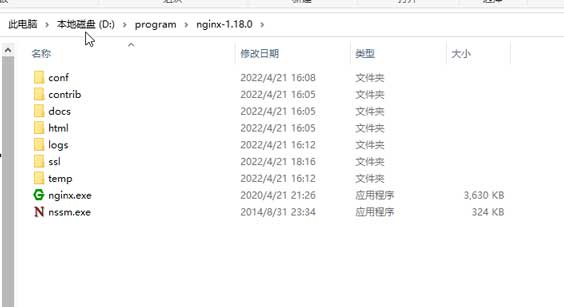 此电脑 › 本地磁盘 (D:) › program › nginx-1.18.0 ›
名称 修改日期 类型 大小
conf 2022/4/21 16:08 文件夹
contrib 2022/4/21 16:05 文件夹
docs 2022/4/21 16:05 文件夹
html 2022/4/21 16:05 文件夹
logs 2022/4/21 16:12 文件夹
ssl 2022/4/21 18:16 文件夹
temp 2022/4/21 16:12 文件夹
nginx.exe 2020/4/21 21:26 应用程序 3,630 KB
nssm.exe 2014/8/31 23:34 应用程序 324 KB